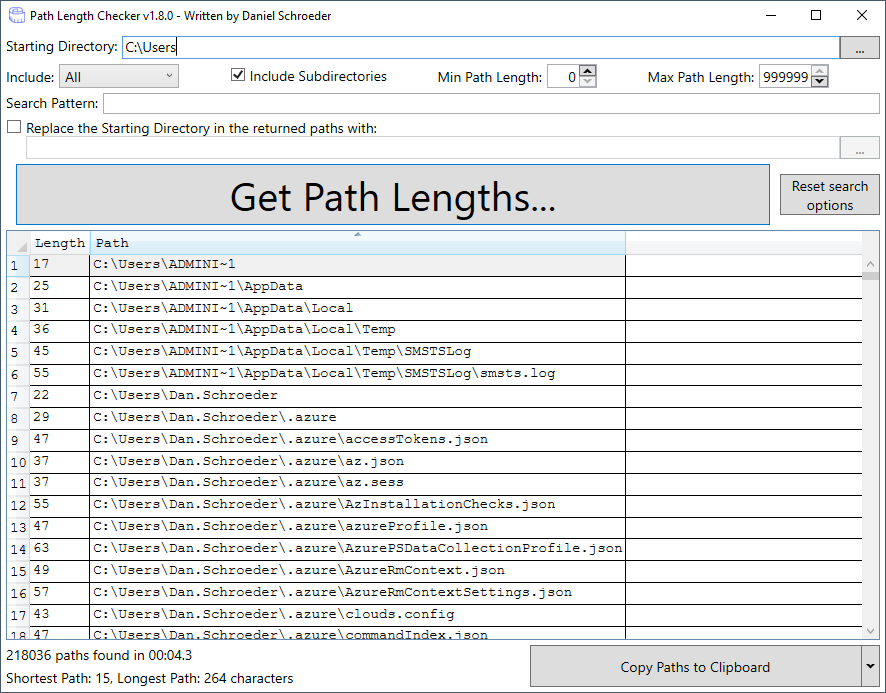 Path Length Checker v1.8.0 - Written by Daniel Schroeder
Starting Directory: C:\Users ...
Include: All Include Subdirectories Min Path Length: 0 Max Path Length: 999999
Search Pattern:
Replace the Starting Directory in the returned paths with:
...
Get Path Lengths... Reset search
options
Length Path
1 17 C:\Users\ADMINI~1
2 25 C:\Users\ADMINI~1\AppData
3 31 C:\Users\ADMINI~1\AppData\Local
4 36 C:\Users\ADMINI~1\AppData\Local\Temp
5 45 C:\Users\ADMINI~1\AppData\Local\Temp\SMSTSLog
6 55 C:\Users\ADMINI~1\AppData\Local\Temp\SMSTSLog\smsts.log
7 22 C:\Users\Dan.Schroeder
8 29 C:\Users\Dan.Schroeder\.azure
9 47 C:\Users\Dan.Schroeder\.azure\accessTokens.json
10 37 C:\Users\Dan.Schroeder\.azure\az.json
11 37 C:\Users\Dan.Schroeder\.azure\az.sess
12 55 C:\Users\Dan.Schroeder\.azure\AzInstallationChecks.json
13 47 C:\Users\Dan.Schroeder\.azure\azureProfile.json
14 63 C:\Users\Dan.Schroeder\.azure\AzurePSDataCollectionProfile.json
15 49 C:\Users\Dan.Schroeder\.azure\AzureRmContext.json
16 57 C:\Users\Dan.Schroeder\.azure\AzureRmContextSettings.json
17 43 C:\Users\Dan.Schroeder\.azure\clouds.config
18 47 C:\Users\Dan.Schroeder\.azure\commandIndex.json
218036 paths found in 00:04.3
Shortest Path: 15, Longest Path: 264 characters
Copy Paths to Clipboard